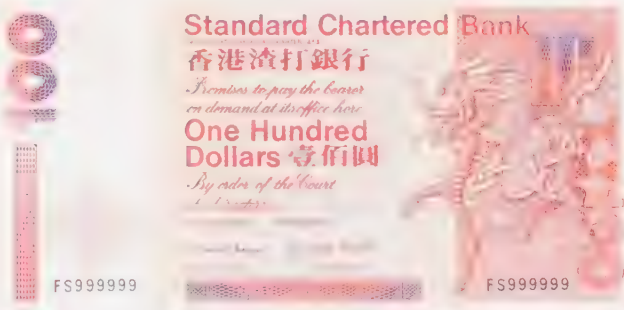 100
Standard Chartered Bank
香港渣打銀行
Promises to pay the bearer
on demand at its office here
One Hundred
Dollars 壹佰圓
By order of the Court
FS999999
FS999999